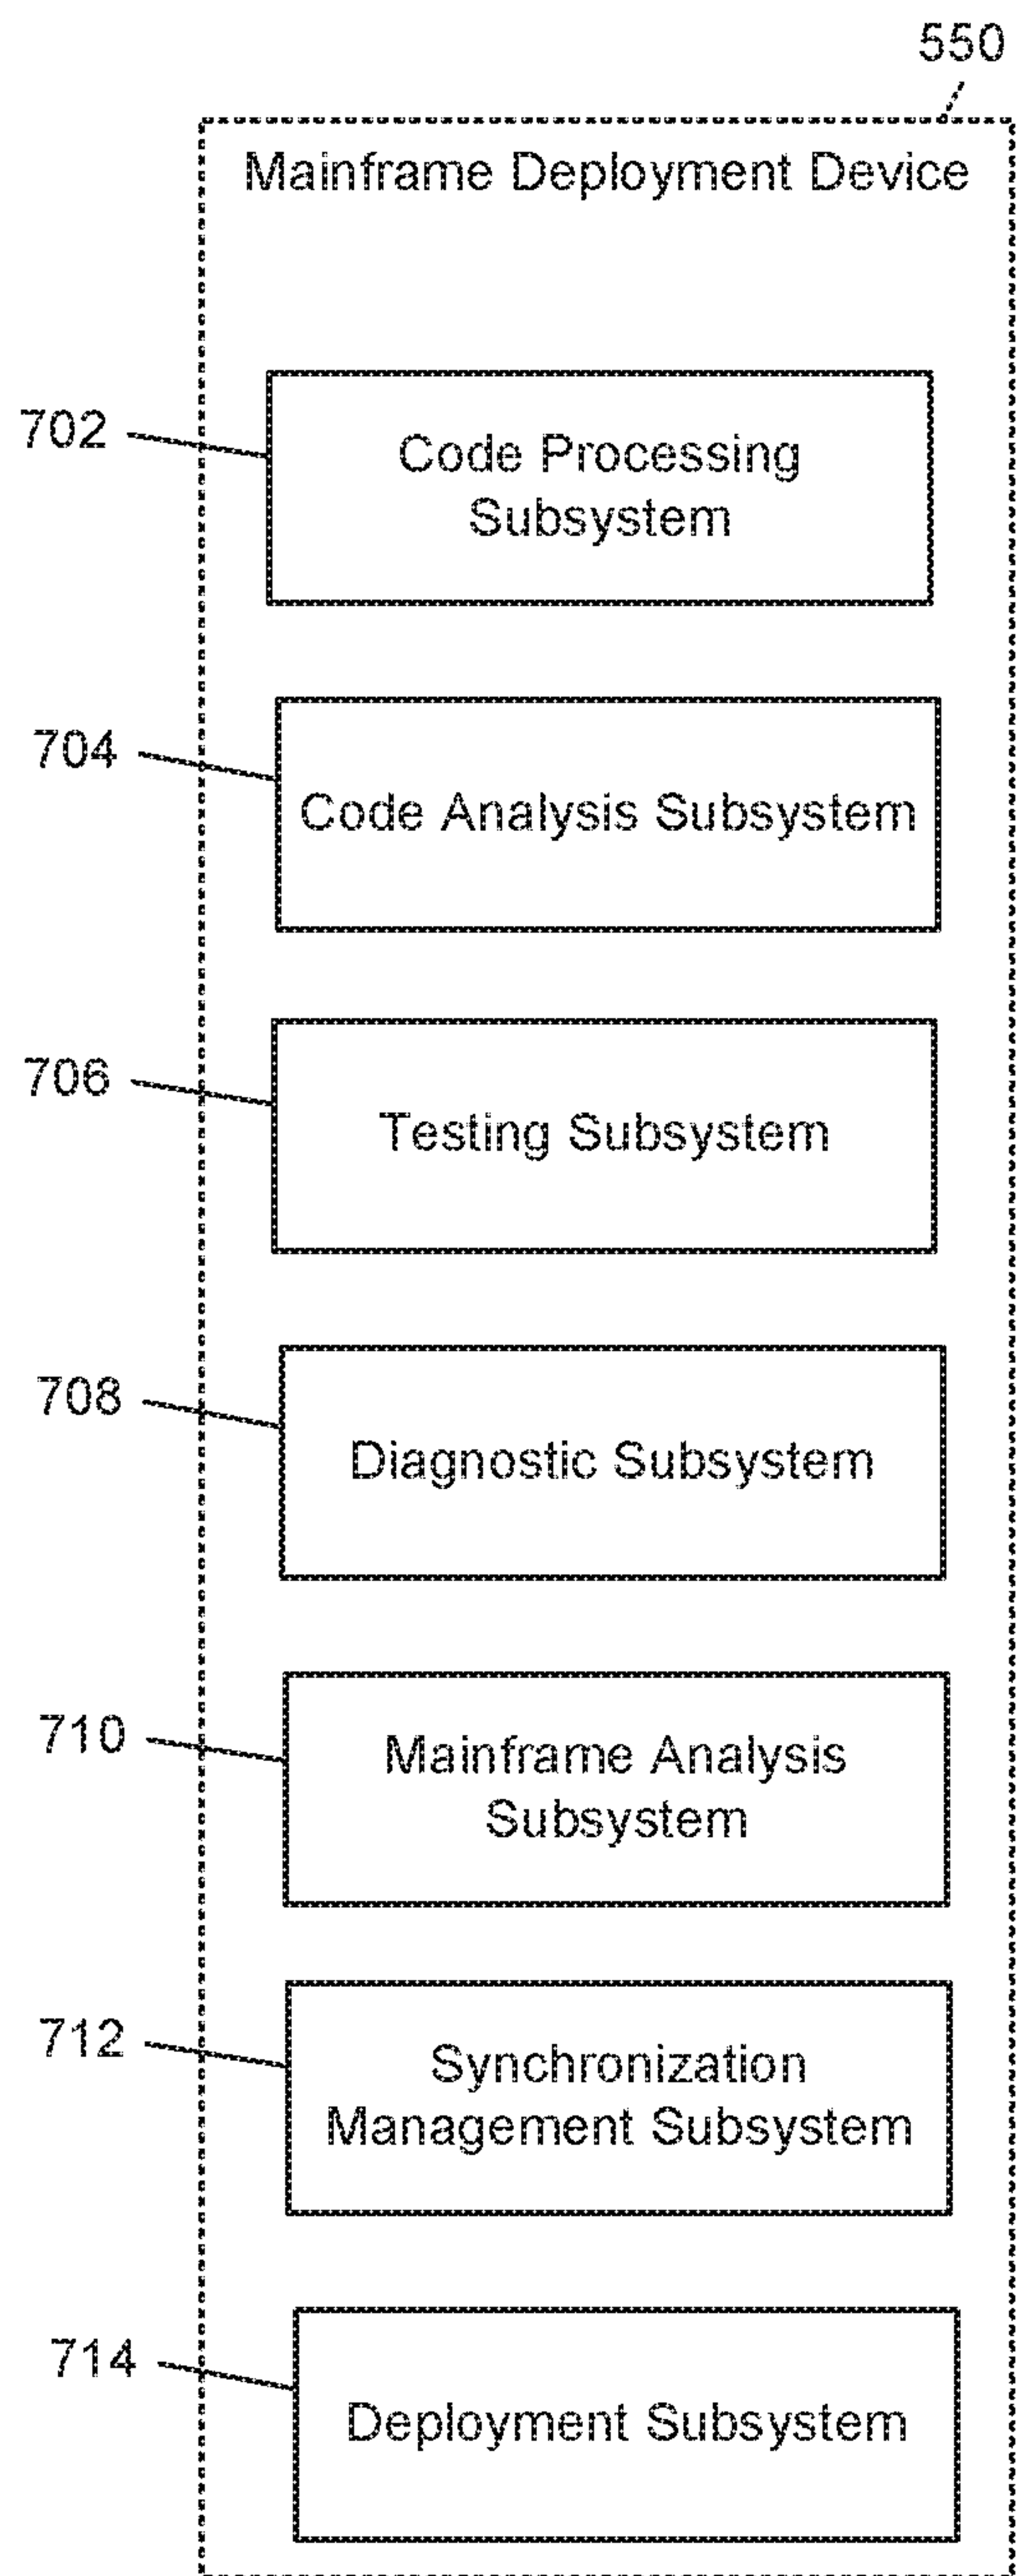 550
Mainframe Deployment Device
702
Code Processing
Subsystem
704
Code Analysis Subsystem
706
Testing Subsystem
708
Diagnostic Subsystem
710
Mainframe Analysis
Subsystem
712
Synchronization
Management Subsystem
714
Deployment Subsystem